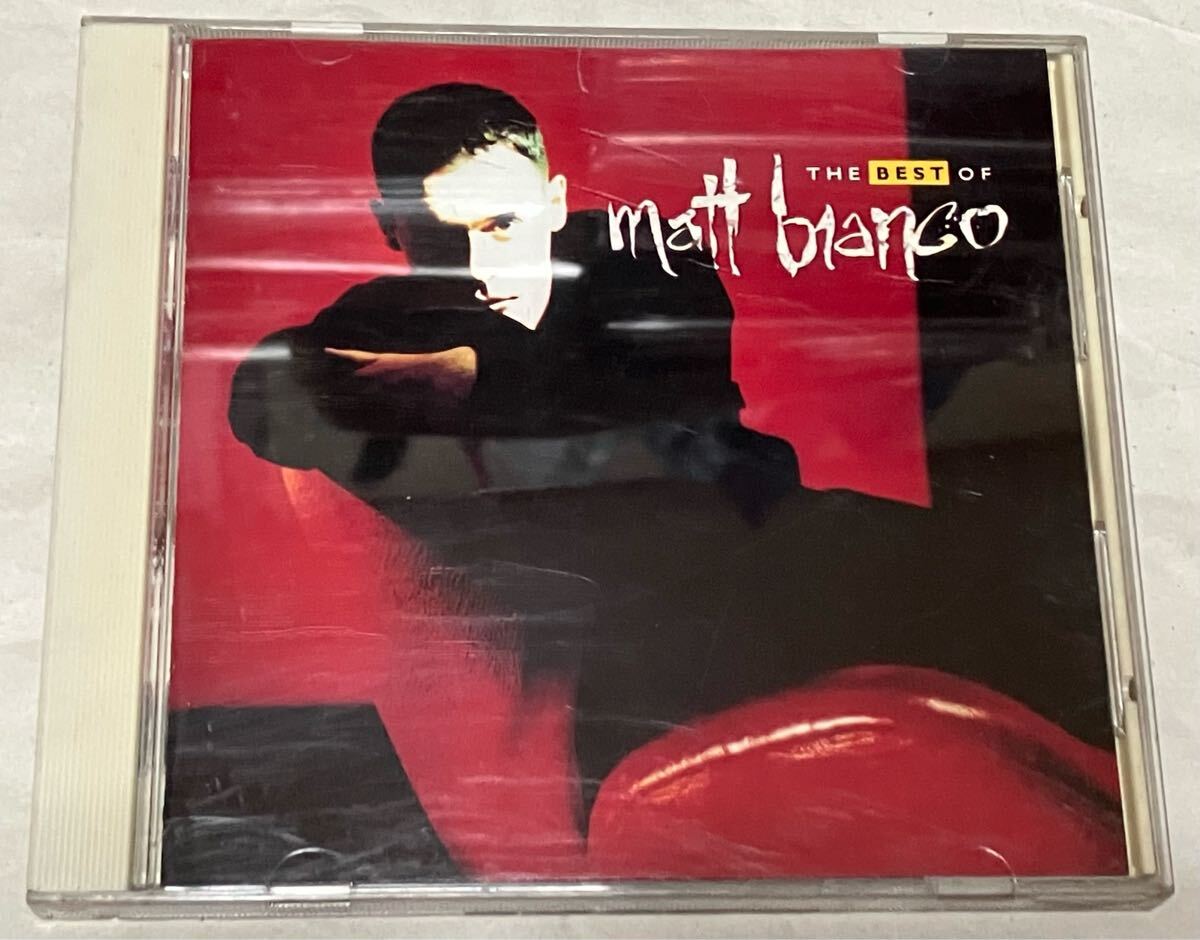 THE BEST OF
matt bianco